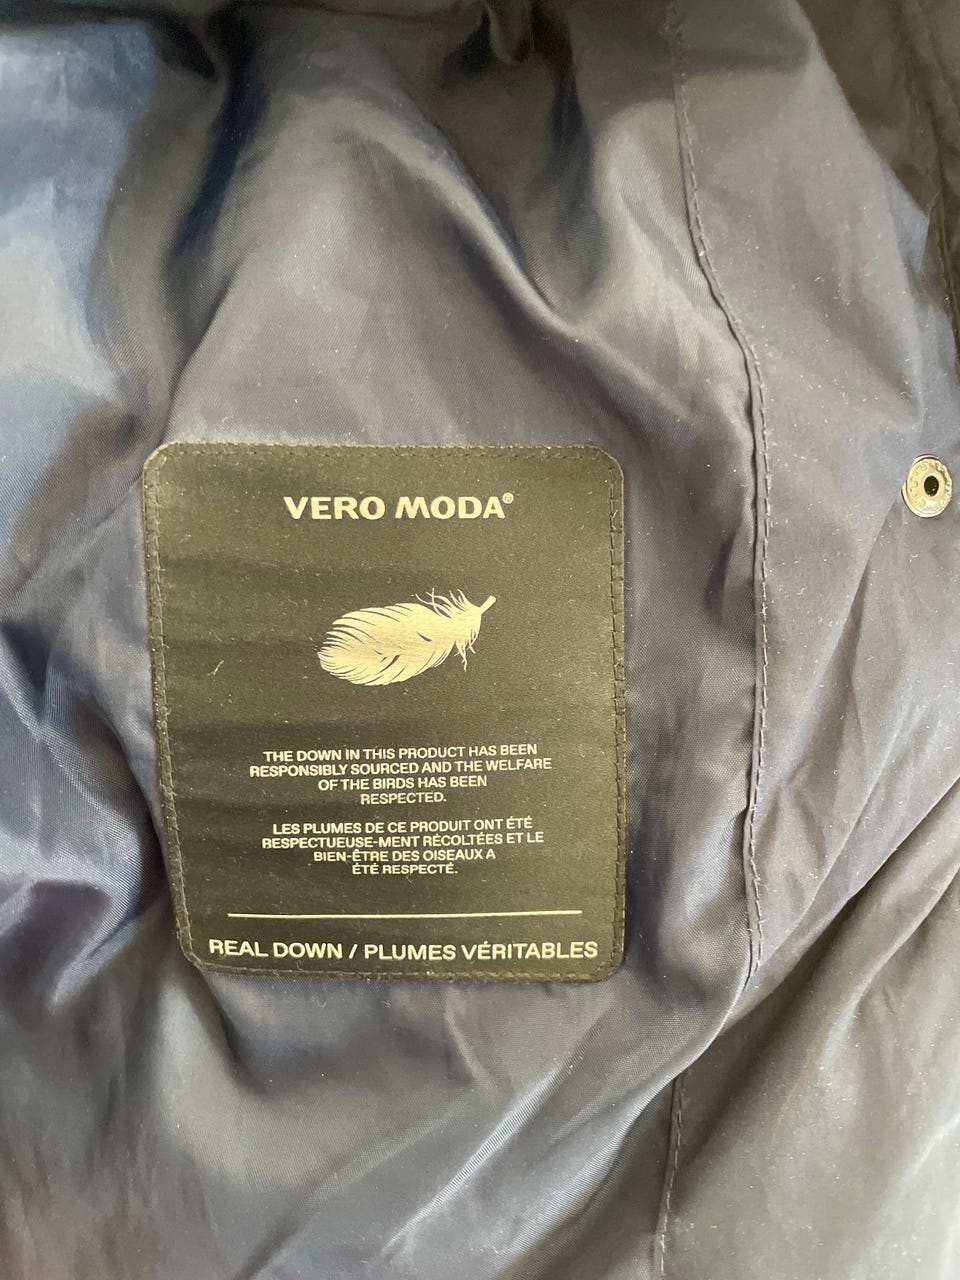 VERO MODA®
THE DOWN IN THIS PRODUCT HAS BEEN
RESPONSIBLY SOURCED AND THE WELFARE
OF THE BIRDS HAS BEEN
RESPECTED.
LES PLUMES DE CE PRODUIT ONT ÉTÉ
RESPECTUEUSE-MENT RÉCOLTÉES ET LE
BIEN-ÊTRE DES OISEAUX A
ÉTÉ RESPECTÉ.
REAL DOWN / PLUMES VÉRITABLES